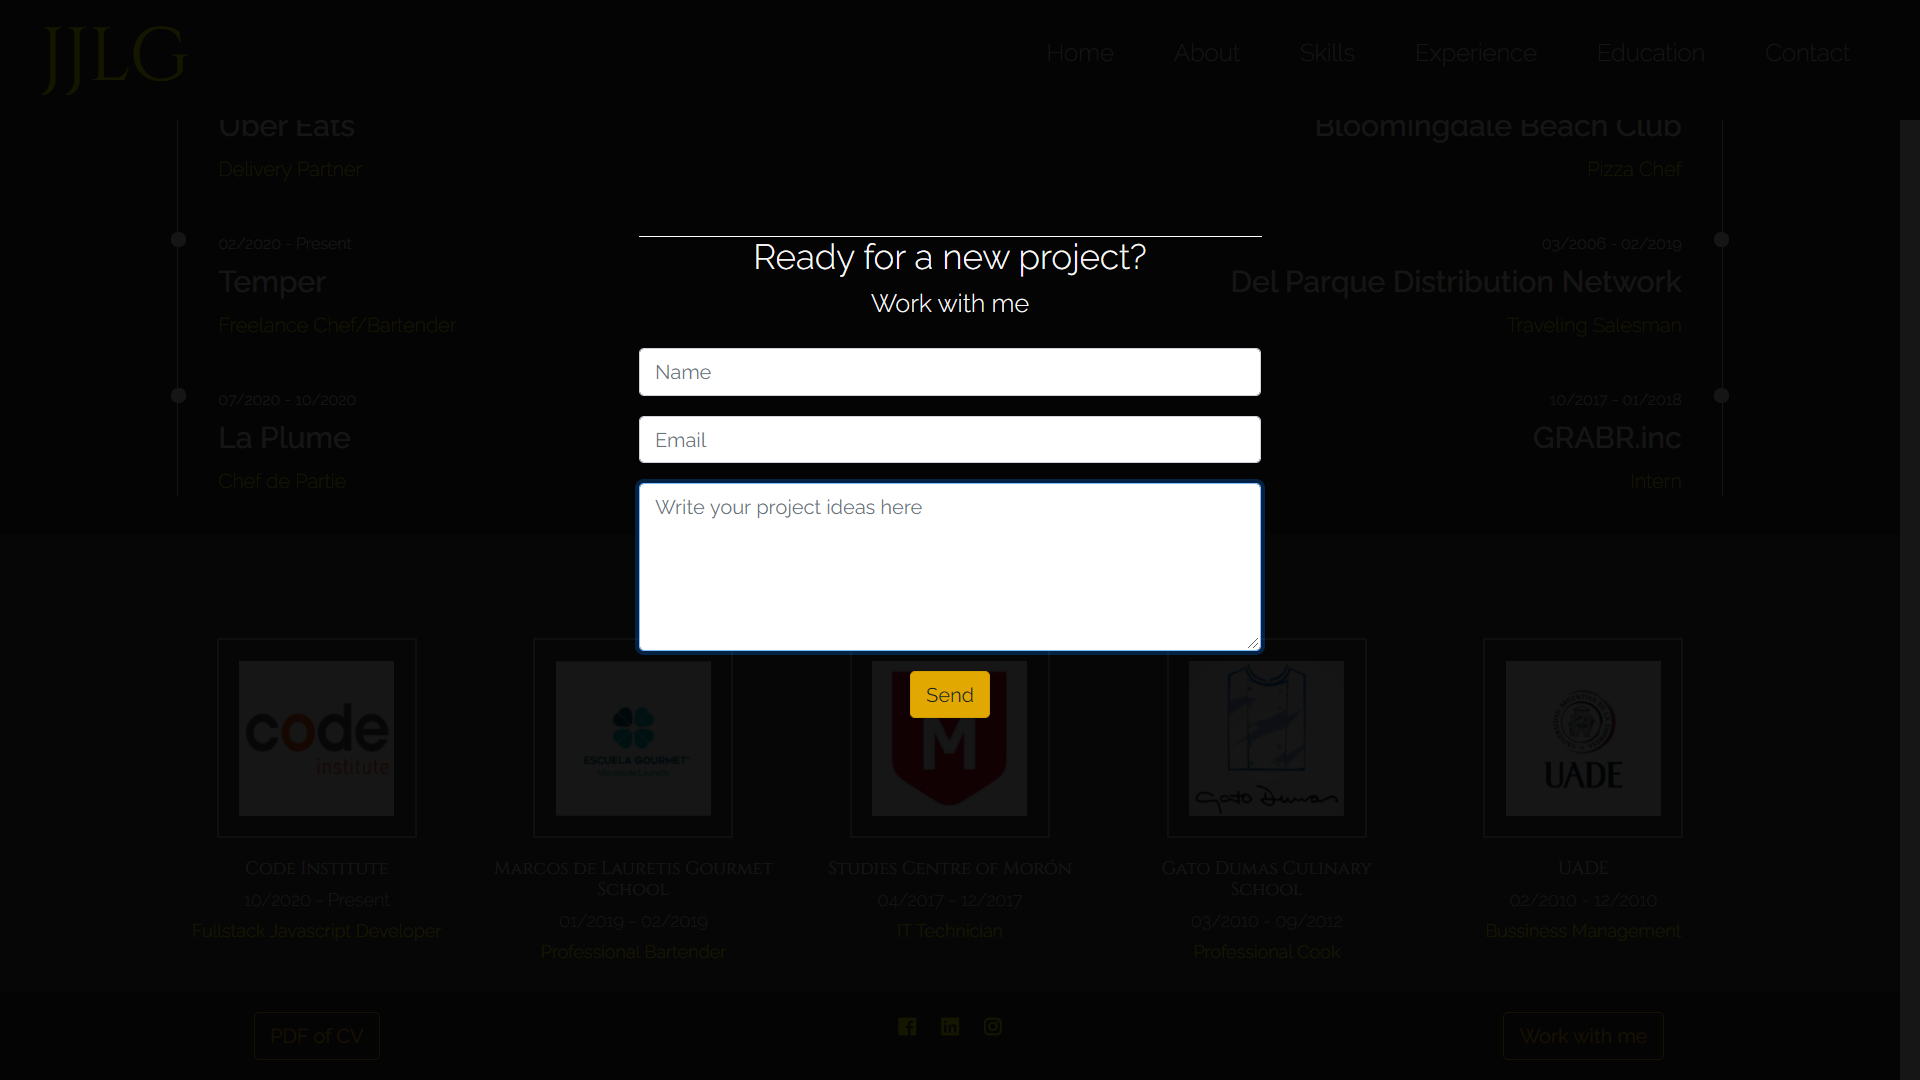 JJLG
Home About Skills Experience Education Contact
Uber Eats
Delivery Partner
02/2020 - Present
Temper
Freelance Chef/Bartender
07/2020 - 10/2020
La Plume
Chef de Partie
Bloomingdale Beach Club
Pizza Chef
03/2006 - 02/2019
Del Parque Distribution Network
Traveling Salesman
10/2017 - 01/2018
GRABR.inc
Intern
Ready for a new project?
Work with me
Name
Email
Write your project ideas here
Send
code
institute
Code Institute
10/2020 - Present
Fullstack Javascript Developer
ESCUELA GOURMET
Marcos de Lauretis
Marcos de Lauretis Gourmet
School
01/2019 - 02/2019
Professional Bartender
M
Studies Centre of Morón
04/2017 - 12/2017
IT Technician
Gato Dumas
Gato Dumas Culinary
School
03/2010 - 09/2012
Professional Cook
UADE
UADE
02/2010 - 12/2010
Bussiness Management
PDF of CV
Work with me